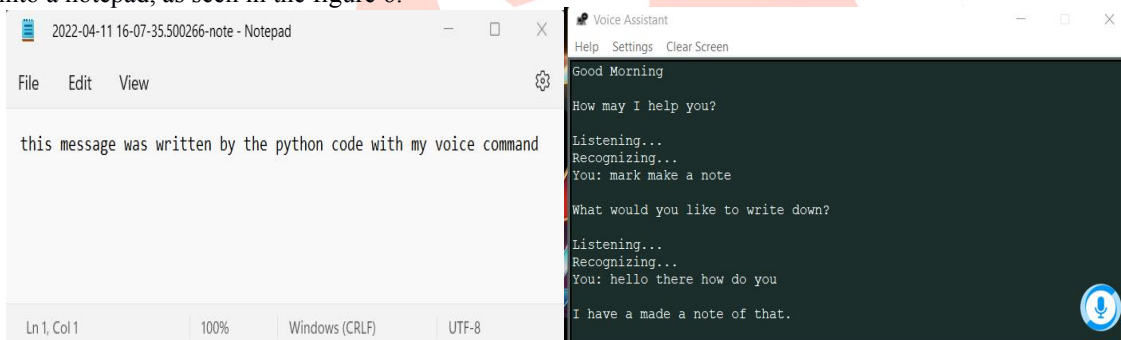 into a notepad, as seen in the figure 6.
2022-04-11 16-07-35.500266-note - Notepad
File Edit View
this message was written by the python code with my voice command
Ln 1, Col 1 100% Windows (CRLF) UTF-8
Voice Assistant
Help Settings Clear Screen
Good Morning
How may I help you?
Listening...
Recognizing...
You: mark make a note
What would you like to write down?
Listening...
Recognizing...
You: hello there how do you
I have a made a note of that.